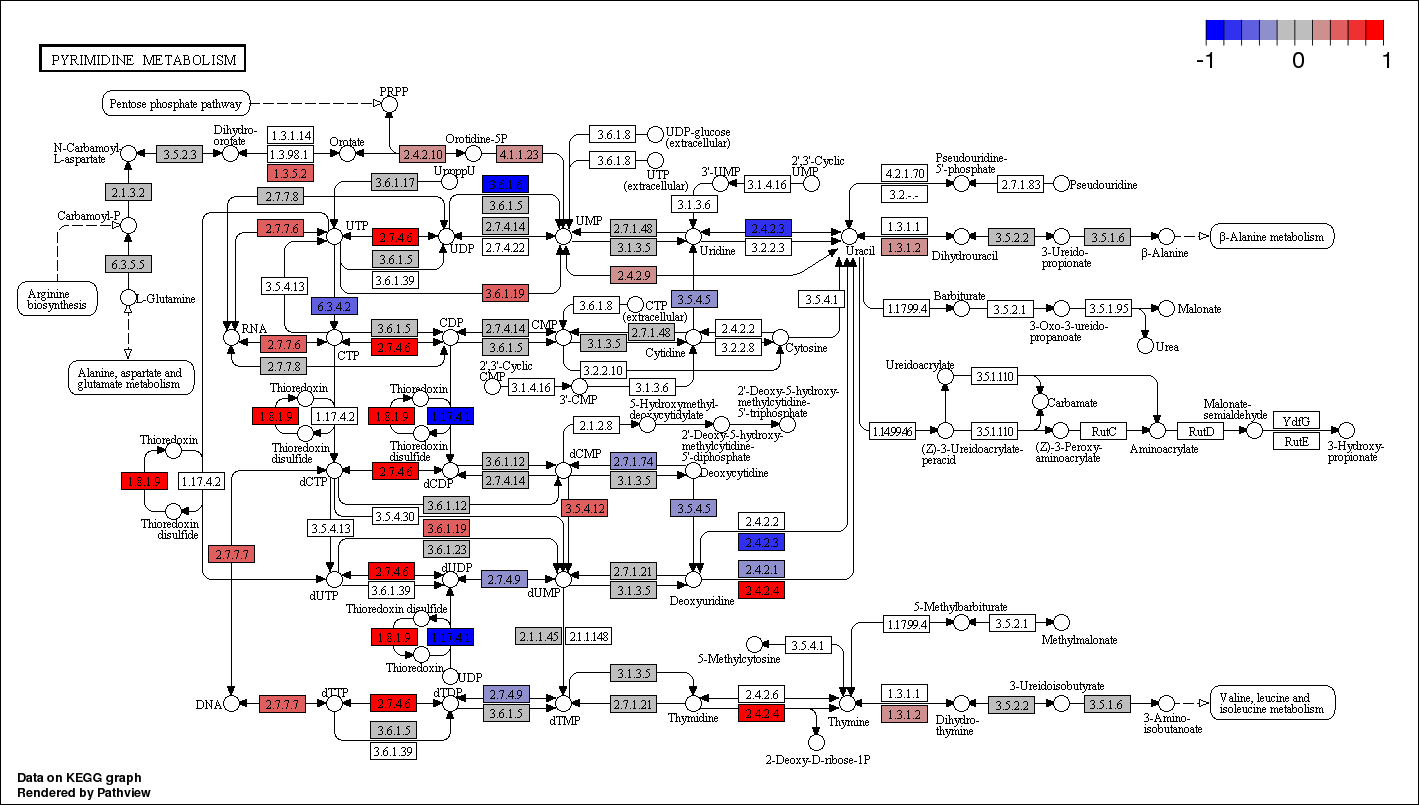 -1
0
1
PYRIMIDINE METABOLISM
Pentose phosphate pathway
PRPP
N-Carbamoyl-
L-aspartate
3.5.2.3
Dihydro-
orotate
1.3.1.14
1.3.98.1
1.3.5.2
Orotate
2.4.2.10
Orotidine-5P
4.1.1.23
3.6.1.8
UDP-glucose
(extracellular)
3.6.1.8
UTP
(extracellular)
3'-UMP
3.1.4.16
2',3'-Cyclic
UMP
3.1.3.6
4.2.1.70
3.2.-.-
Pseudouridine-
5'-phosphate
2.7.1.83
Pseudouridine
2.1.3.2
Carbamoyl-P
6.3.5.5
L-Glutamine
Arginine
biosynthesis
Alanine, aspartate and
glutamate metabolism
UppppU
3.6.1.17
3.6.1.6
2.7.7.8
3.6.1.5
2.7.7.6
UTP
2.7.4.6
UDP
2.7.4.14
2.7.4.22
UMP
2.7.1.48
3.1.3.5
Uridine
2.4.2.3
3.2.2.3
Uracil
1.3.1.1
1.3.1.2
Dihydrouracil
3.5.2.2
3-Ureido-
propionate
3.5.1.6
β-Alanine
β-Alanine metabolism
3.6.1.5
3.6.1.39
2.4.2.9
3.5.4.13
6.3.4.2
3.6.1.19
3.6.1.8
CTP
(extracellular)
3.5.4.5
3.5.4.1
1.1799.4
Barbiturate
3.5.2.1
3-Oxo-3-ureido-
propanoate
3.5.1.95
Malonate
Urea
RNA
2.7.7.6
CTP
3.6.1.5
2.7.4.6
CDP
2.7.4.14
3.6.1.5
CMP
2.7.1.48
3.1.3.5
Cytidine
2.4.2.2
3.2.2.8
Cytosine
2.7.7.8
3.2.2.10
2',3'-Cyclic
CMP
3.1.4.16
3'-CMP
3.1.3.6
Ureidoacrylate
3.5.1.110
Carbamate
1.14.99.46
(Z)-3-Ureidoacrylate-
peracid
3.5.1.110
(Z)-3-Peroxy-
aminoacrylate
RutC
Aminoacrylate
RutD
Malonate-
semialdehyde
YdfG
RutE
3-Hydroxy-
propionate
Thioredoxin
1.8.1.9
1.17.4.2
Thioredoxin
disulfide
Thioredoxin
1.8.1.9
1.17.4.1
Thioredoxin
disulfide
Thioredoxin
1.8.1.9
1.17.4.2
Thioredoxin
disulfide
2.1.2.8
5-Hydroxymethyl-
deoxycytidylate
2'-Deoxy-5-hydroxy-
methylcytidine-
5'-diphosphate
2'-Deoxy-5-hydroxy-
methylcytidine-
5'-triphosphate
dCTP
2.7.4.6
dCDP
3.6.1.12
2.7.4.14
dCMP
2.7.1.74
3.1.3.5
Deoxycytidine
3.6.1.12
3.5.4.12
3.5.4.5
3.5.4.30
3.5.4.13
3.6.1.19
3.6.1.23
2.4.2.2
2.4.2.3
2.7.7.7
dUTP
2.7.4.6
3.6.1.39
dUDP
2.7.4.9
dUMP
2.7.1.21
3.1.3.5
Deoxyuridine
2.4.2.1
2.4.2.4
Thioredoxin disulfide
1.8.1.9
1.17.4.1
Thioredoxin
UDP
2.1.1.45
2.1.1.148
5-Methylcytosine
3.5.4.1
1.1799.4
5-Methylbarbiturate
3.5.2.1
Methylmalonate
DNA
2.7.7.7
dTTP
2.7.4.6
dTDP
2.7.4.9
3.6.1.5
dTMP
3.1.3.5
2.7.1.21
Thymidine
2.4.2.6
2.4.2.4
Thymine
1.3.1.1
1.3.1.2
Dihydro-
thymine
3.5.2.2
3-Ureidoisobutyrate
3.5.1.6
3-Amino-
isobutanoate
Valine, leucine and
isoleucine metabolism
3.6.1.5
3.6.1.39
2-Deoxy-D-ribose-1P
Data on KEGG graph
Rendered by Pathview